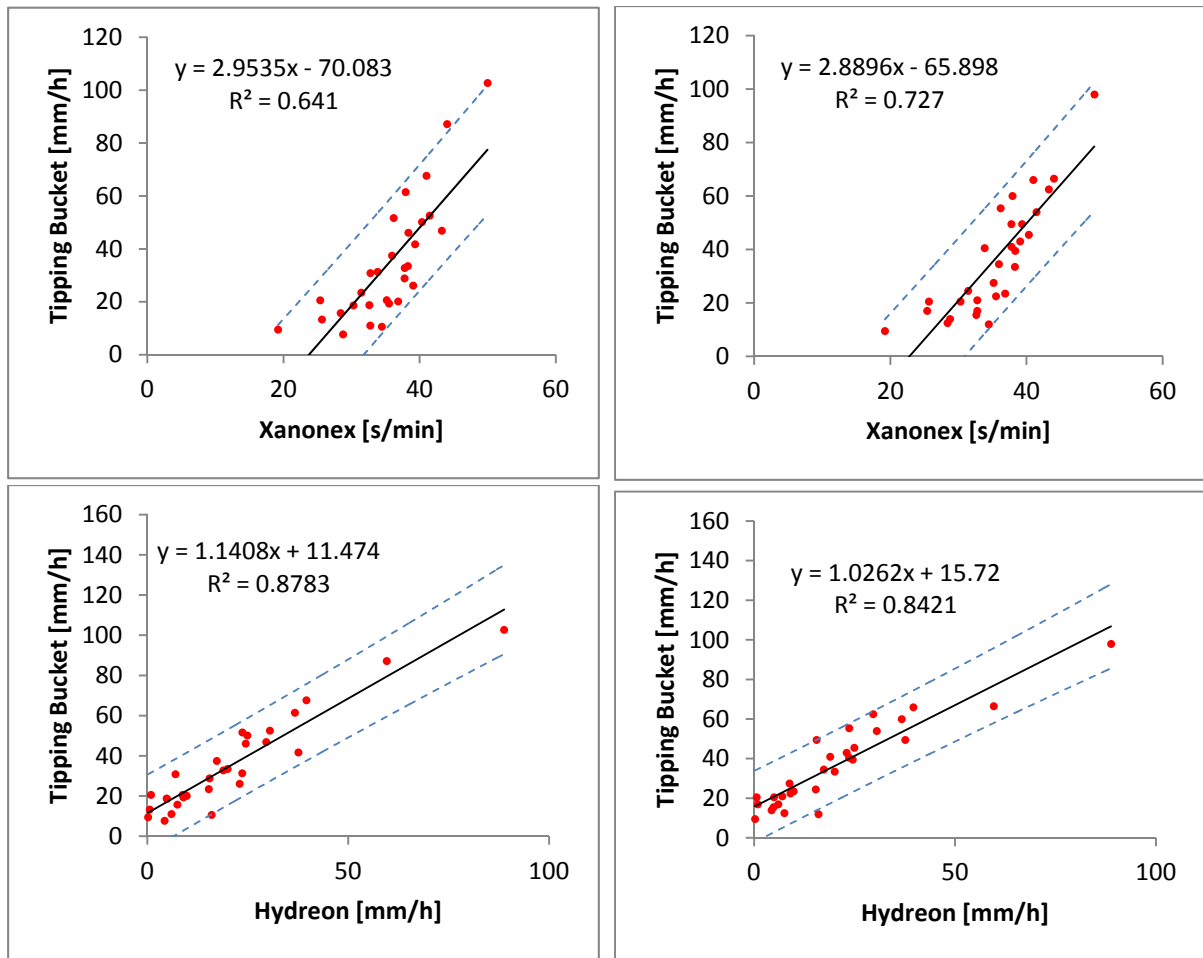 y = 2.9535x - 70.083
R² = 0.641
120
100
80
60
40
20
0
0 20 40 60
Tipping Bucket [mm/h]
Xanonex [s/min]
y = 2.8896x - 65.898
R² = 0.727
120
100
80
60
40
20
0
0 20 40 60
Tipping Bucket [mm/h]
Xanonex [s/min]
y = 1.1408x + 11.474
R² = 0.8783
160
140
120
100
80
60
40
20
0
0 50 100
Tipping Bucket [mm/h]
Hydreon [mm/h]
y = 1.0262x + 15.72
R² = 0.8421
160
140
120
100
80
60
40
20
0
0 50 100
Tipping Bucket [mm/h]
Hydreon [mm/h]